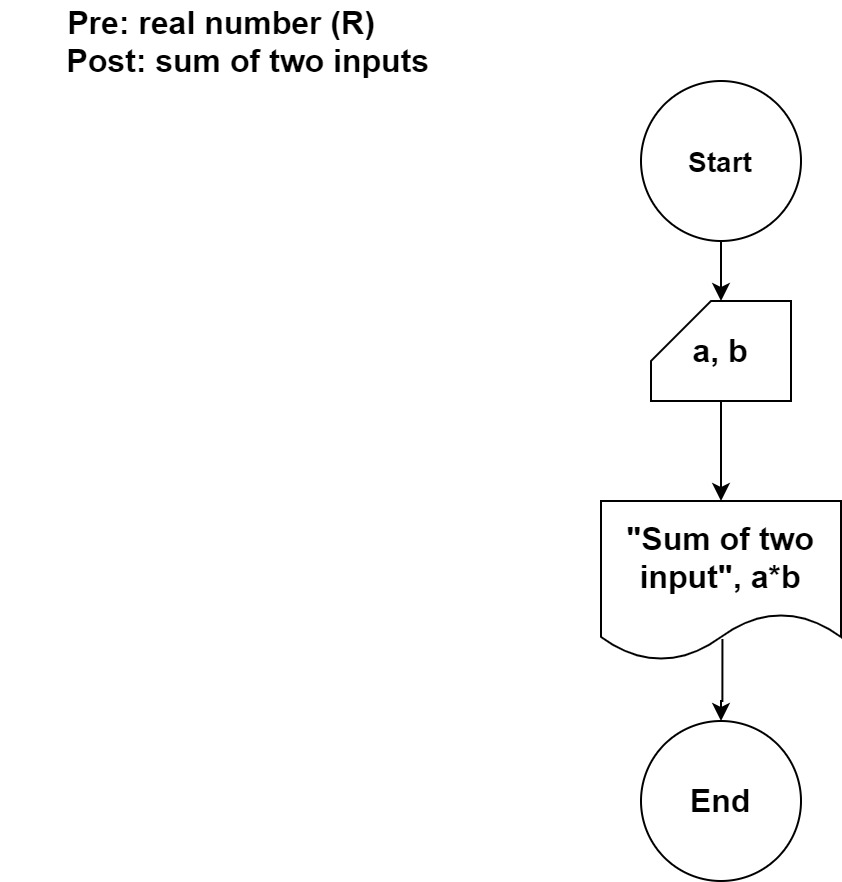 Pre: real number (R)
Post: sum of two inputs
Start
a, b
"Sum of two
input", a*b
End